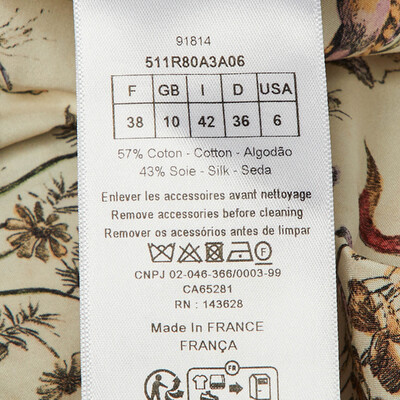 91814
511R80A3A06
F GB I D USA
38 10 42 36 6
57% Coton - Cotton - Algodão
43% Soie - Silk - Seda
Enlever les accessoires avant nettoyage
Remove accessories before cleaning
Remover os acessórios antes de limpar
F
CNPJ 02-046-366/0003-99
CA65281
RN : 143628
Made In FRANCE
FRANÇA
FR